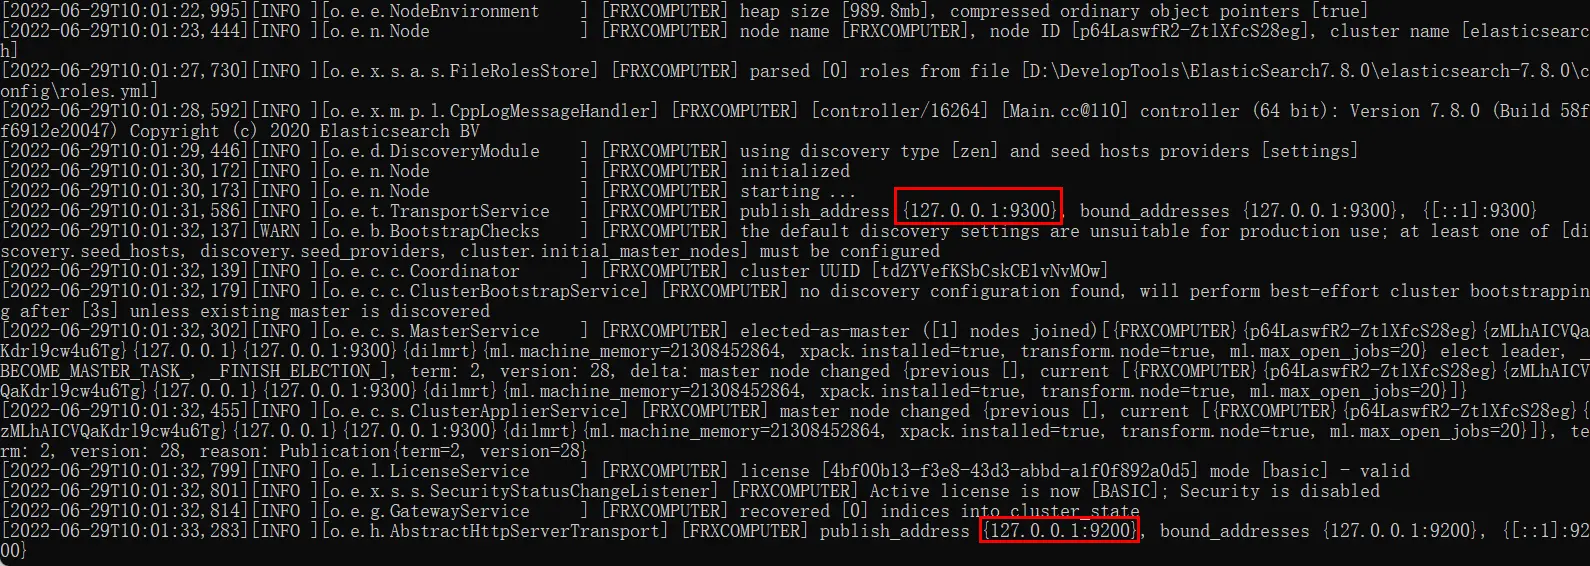 [2022-06-29T10:01:22,995][INFO ][o.e.e.NodeEnvironment    ] [FRXCOMPUTER] heap size [989.8mb], compressed ordinary object pointers [true]
[2022-06-29T10:01:23,444][INFO ][o.e.n.Node               ] [FRXCOMPUTER] node name [FRXCOMPUTER], node ID [p64LaswfR2-ZtlXfcS28eg], cluster name [elasticsearc
h]
[2022-06-29T10:01:27,730][INFO ][o.e.x.s.a.s.FileRolesStore] [FRXCOMPUTER] parsed [0] roles from file [D:\DevelopTools\ElasticSearch7.8.0\elasticsearch-7.8.0\c
onfig\roles.yml]
[2022-06-29T10:01:28,592][INFO ][o.e.x.m.p.l.CppLogMessageHandler] [FRXCOMPUTER] [controller/16264] [Main.cc@110] controller (64 bit): Version 7.8.0 (Build 58f
f6912e20047) Copyright (c) 2020 Elasticsearch BV
[2022-06-29T10:01:29,446][INFO ][o.e.d.DiscoveryModule    ] [FRXCOMPUTER] using discovery type [zen] and seed hosts providers [settings]
[2022-06-29T10:01:30,172][INFO ][o.e.n.Node               ] [FRXCOMPUTER] initialized
[2022-06-29T10:01:30,173][INFO ][o.e.n.Node               ] [FRXCOMPUTER] starting ...
[2022-06-29T10:01:31,586][INFO ][o.e.t.TransportService   ] [FRXCOMPUTER] publish_address {127.0.0.1:9300}, bound_addresses {127.0.0.1:9300}, {[::1]:9300}
[2022-06-29T10:01:32,137][WARN ][o.e.b.BootstrapChecks    ] [FRXCOMPUTER] the default discovery settings are unsuitable for production use; at least one of [di
scovery.seed_hosts, discovery.seed_providers, cluster.initial_master_nodes] must be configured
[2022-06-29T10:01:32,139][INFO ][o.e.c.c.Coordinator      ] [FRXCOMPUTER] cluster UUID [tdZYVefKSbCskCE1vNvMOw]
[2022-06-29T10:01:32,179][INFO ][o.e.c.c.ClusterBootstrapService] [FRXCOMPUTER] no discovery configuration found, will perform best-effort cluster bootstrappin
g after [3s] unless existing master is discovered
[2022-06-29T10:01:32,302][INFO ][o.e.c.s.MasterService    ] [FRXCOMPUTER] elected-as-master ([1] nodes joined)[{FRXCOMPUTER}{p64LaswfR2-ZtlXfcS28eg}{zMLhAICVQa
Kdrl9cw4u6Tg}{127.0.0.1}{127.0.0.1:9300}{dilmrt}{ml.machine_memory=21308452864, xpack.installed=true, transform.node=true, ml.max_open_jobs=20} elect leader, _
BECOME_MASTER_TASK_, _FINISH_ELECTION_], term: 2, version: 28, delta: master node changed {previous [], current [{FRXCOMPUTER}{p64LaswfR2-ZtlXfcS28eg}{zMLhAICV
QaKdrl9cw4u6Tg}{127.0.0.1}{127.0.0.1:9300}{dilmrt}{ml.machine_memory=21308452864, xpack.installed=true, transform.node=true, ml.max_open_jobs=20}]}
[2022-06-29T10:01:32,455][INFO ][o.e.c.s.ClusterApplierService] [FRXCOMPUTER] master node changed {previous [], current [{FRXCOMPUTER}{p64LaswfR2-ZtlXfcS28eg}{
zMLhAICVQaKdrl9cw4u6Tg}{127.0.0.1}{127.0.0.1:9300}{dilmrt}{ml.machine_memory=21308452864, xpack.installed=true, transform.node=true, ml.max_open_jobs=20}]}, te
rm: 2, version: 28, reason: Publication{term=2, version=28}
[2022-06-29T10:01:32,799][INFO ][o.e.l.LicenseService     ] [FRXCOMPUTER] license [4bf00b13-f3e8-43d3-abbd-a1f0f892a0d5] mode [basic] - valid
[2022-06-29T10:01:32,801][INFO ][o.e.x.s.s.SecurityStatusChangeListener] [FRXCOMPUTER] Active license is now [BASIC]; Security is disabled
[2022-06-29T10:01:32,814][INFO ][o.e.g.GatewayService     ] [FRXCOMPUTER] recovered [0] indices into cluster_state
[2022-06-29T10:01:33,283][INFO ][o.e.h.AbstractHttpServerTransport] [FRXCOMPUTER] publish_address {127.0.0.1:9200}, bound_addresses {127.0.0.1:9200}, {[::1]:92
00}